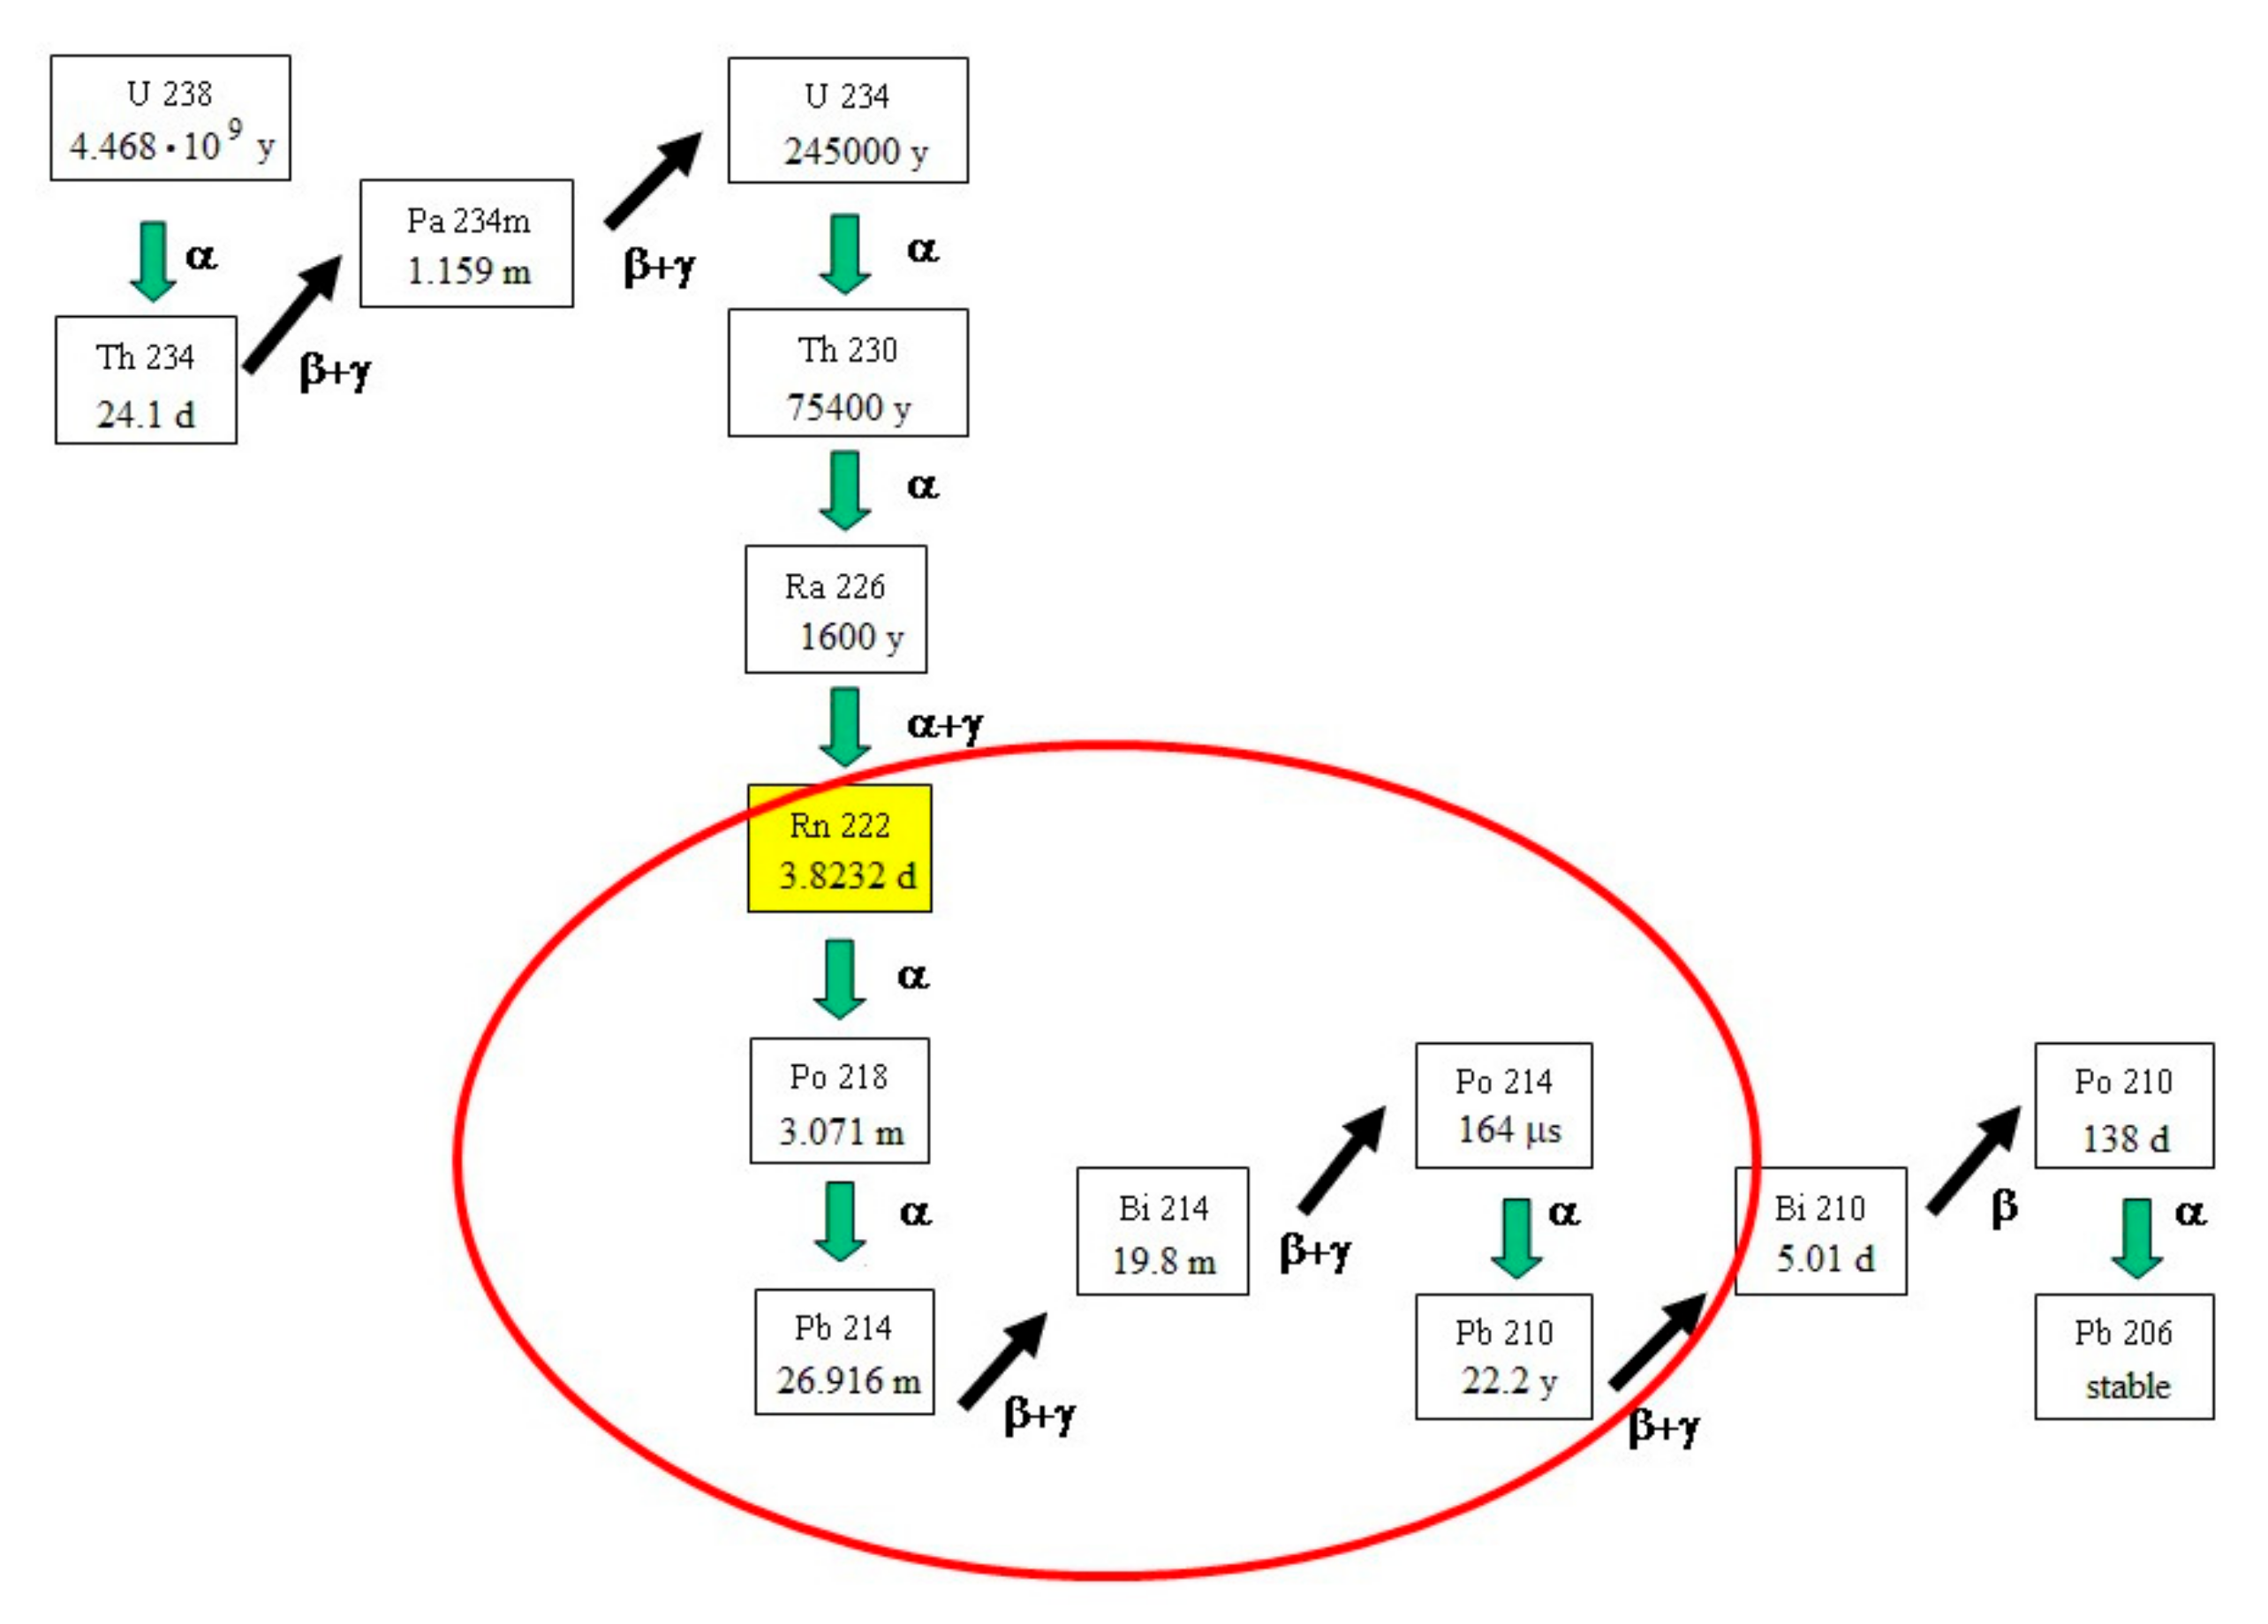 U 238
4.468·10⁹ y
α
Th 234
24.1 d
β+γ
Pa 234m
1.159 m
β+γ
U 234
245000 y
α
Th 230
75400 y
α
Ra 226
1600 y
α+γ
Rn 222
3.8232 d
α
Po 218
3.071 m
α
Pb 214
26.916 m
β+γ
Bi 214
19.8 m
β+γ
Po 214
164 μs
α
Pb 210
22.2 y
β+γ
Bi 210
5.01 d
β
Po 210
138 d
α
Pb 206
stable